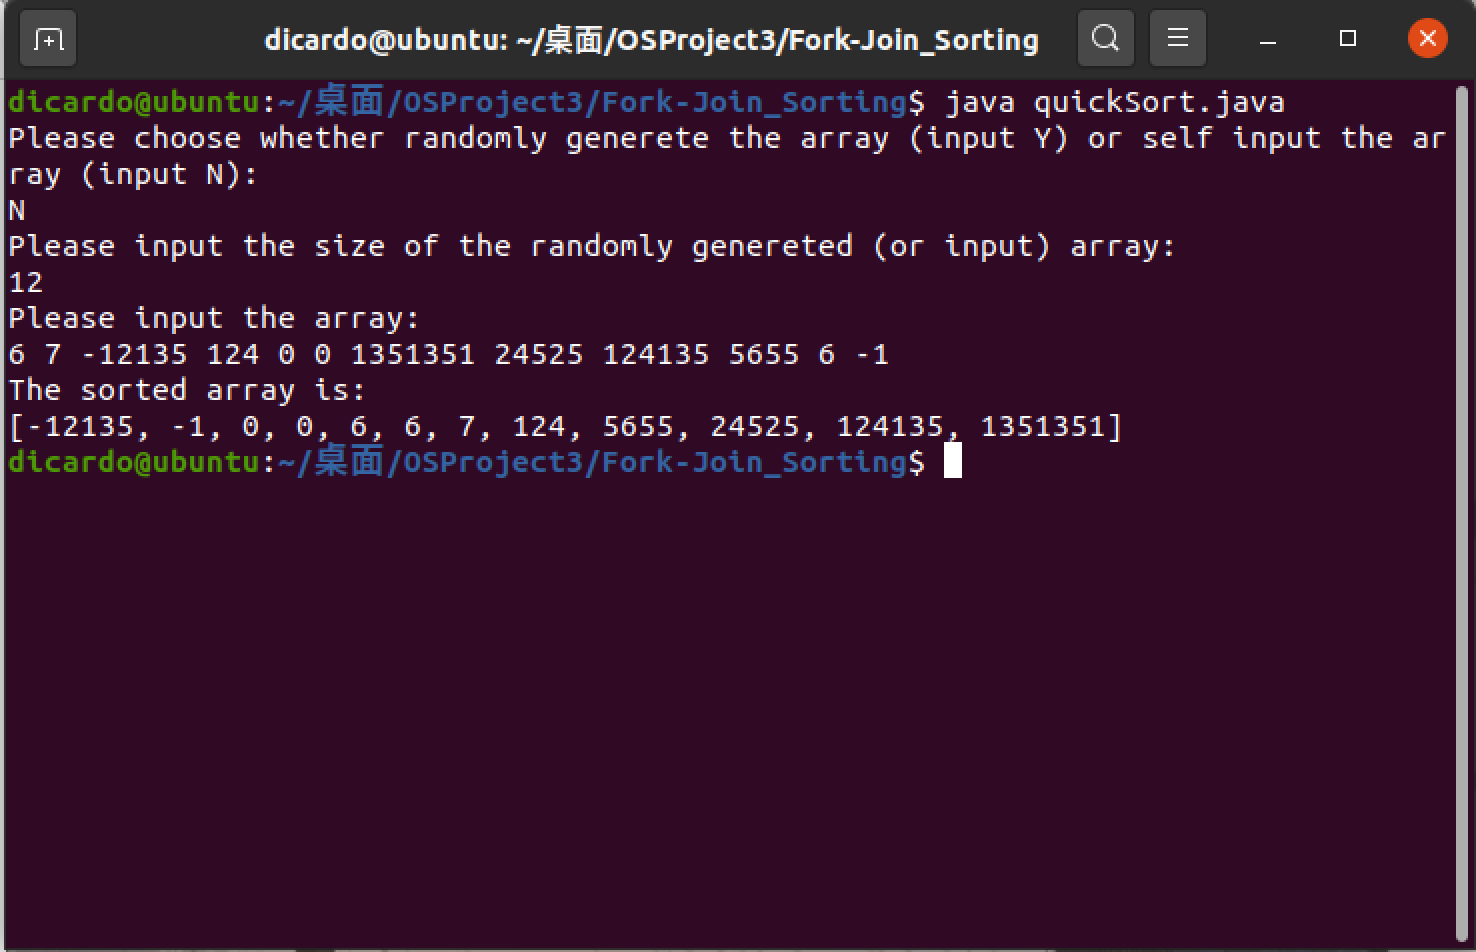 dicardo@ubuntu: ~/桌面/OSProject3/Fork-Join_Sorting
dicardo@ubuntu:~/桌面/OSProject3/Fork-Join_Sorting$ java quickSort.java
Please choose whether randomly generete the array (input Y) or self input the ar
ray (input N):
N
Please input the size of the randomly genereted (or input) array:
12
Please input the array:
6 7 -12135 124 0 0 1351351 24525 124135 5655 6 -1
The sorted array is:
[-12135, -1, 0, 0, 6, 6, 7, 124, 5655, 24525, 124135, 1351351]
dicardo@ubuntu:~/桌面/OSProject3/Fork-Join_Sorting$